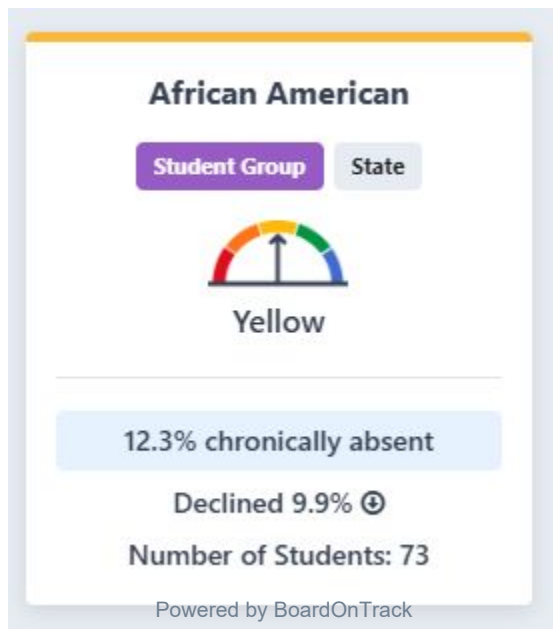 African American
Student Group State
Yellow
12.3% chronically absent
Declined 9.9%
Number of Students: 73
Powered by BoardOnTrack